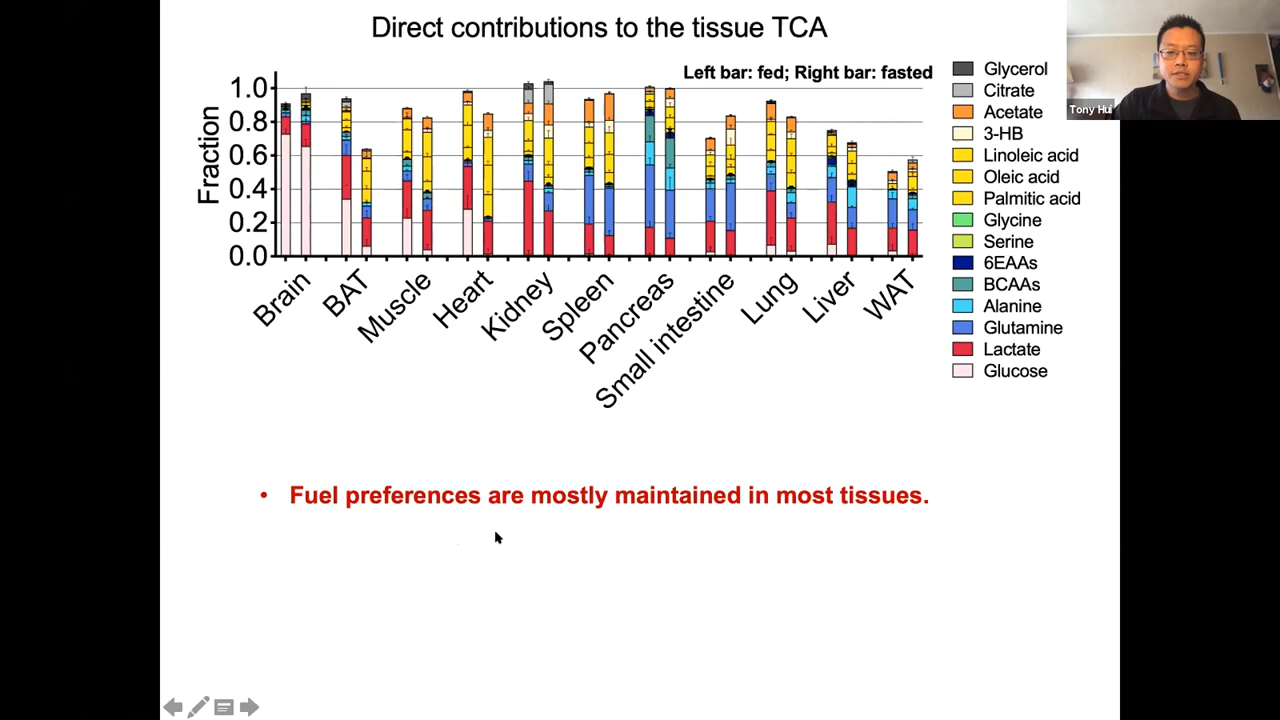 Direct contributions to the tissue TCA
Left bar: fed; Right bar: fasted
Fraction
1.0
0.8
0.6
0.4
0.2
0.0
Brain
BAT
Muscle
Heart
Kidney
Spleen
Pancreas
Small intestine
Lung
Liver
WAT
Glycerol
Citrate
Acetate
3-HB
Linoleic acid
Oleic acid
Palmitic acid
Glycine
Serine
6EAAs
BCAAs
Alanine
Glutamine
Lactate
Glucose
Tony Hui
• Fuel preferences are mostly maintained in most tissues.